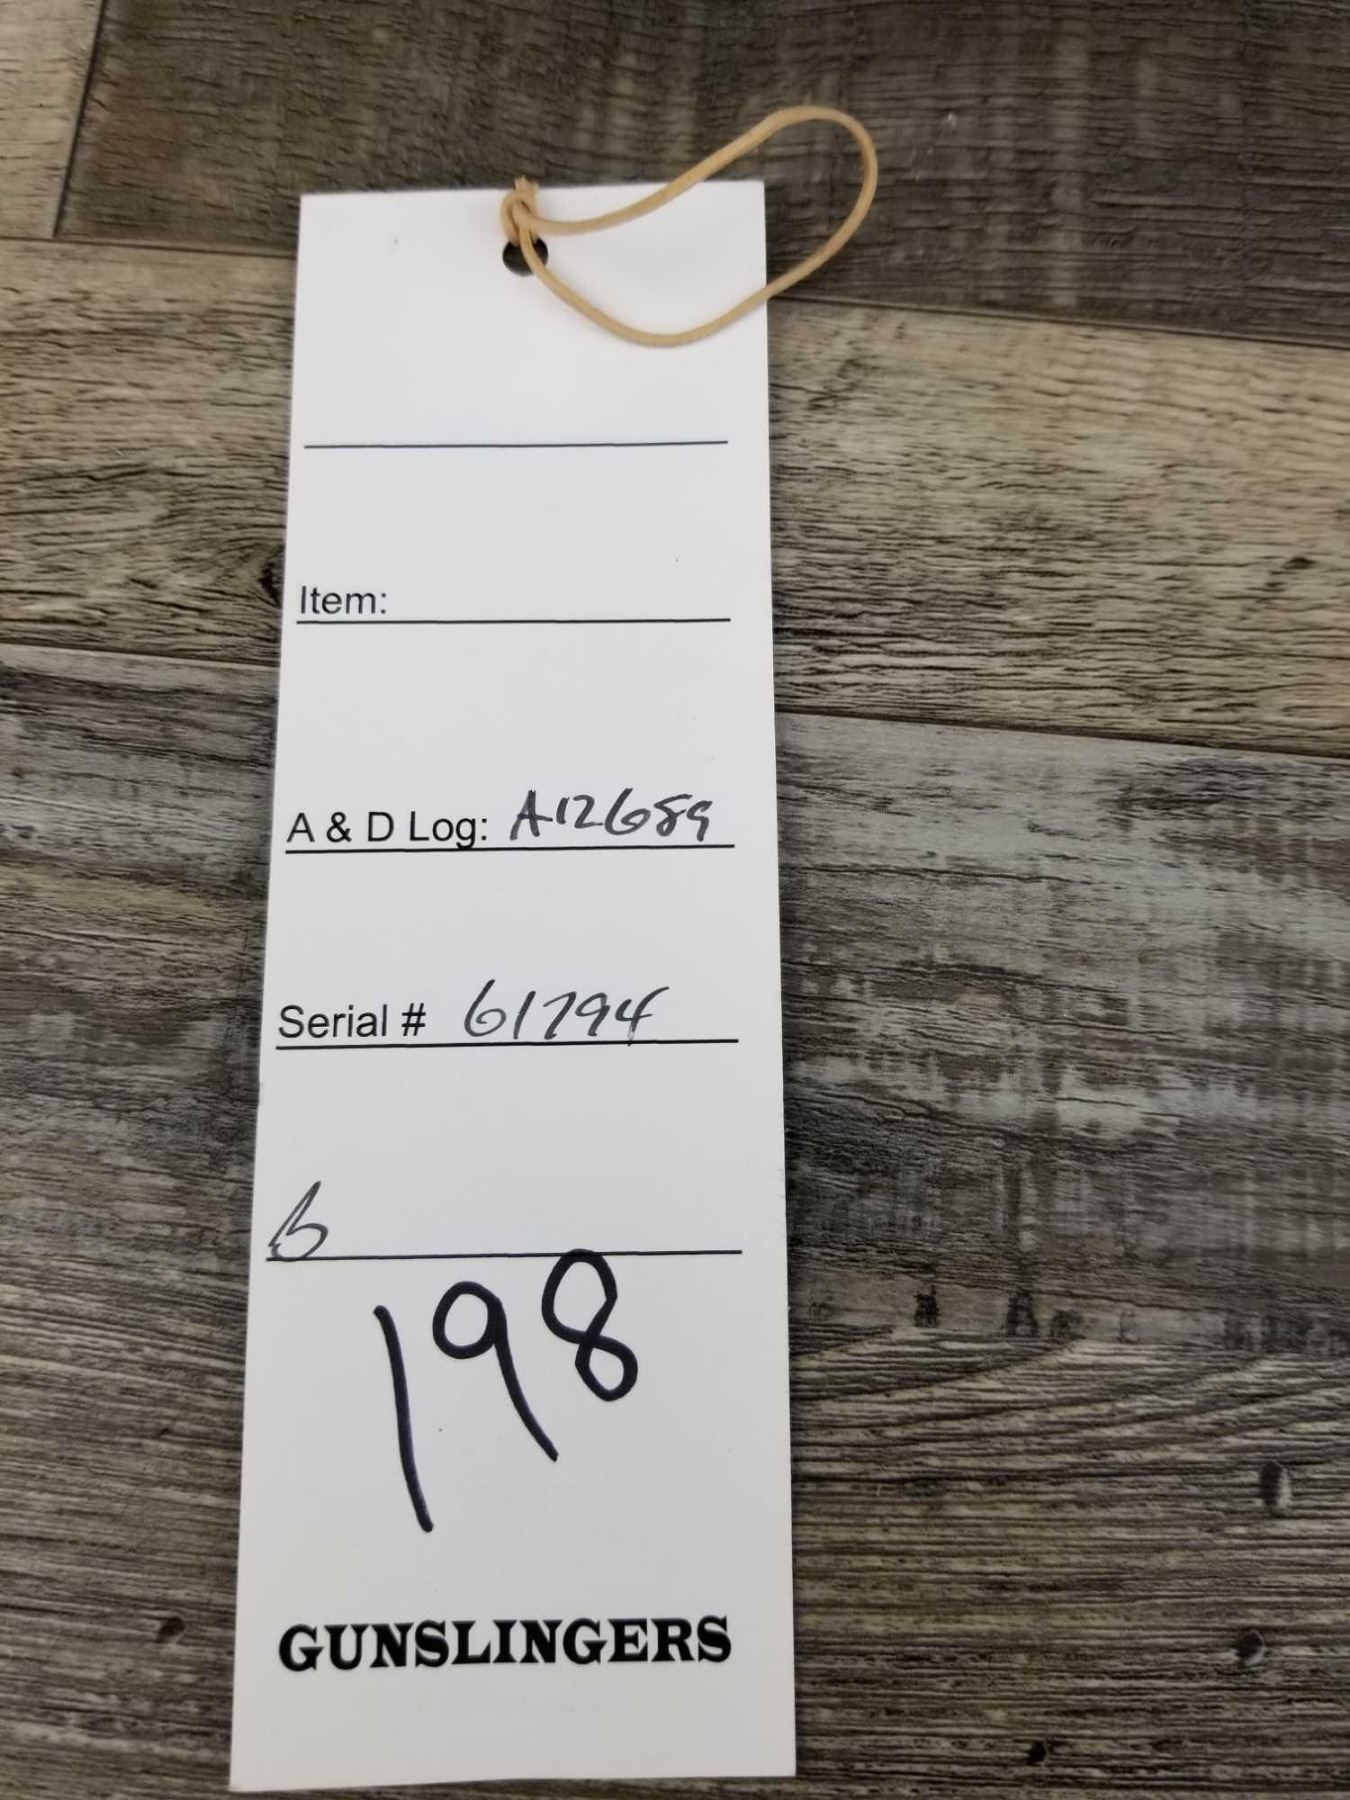 Item:
A & D Log: A12689
Serial # 61794
6
198
GUNSLINGERS